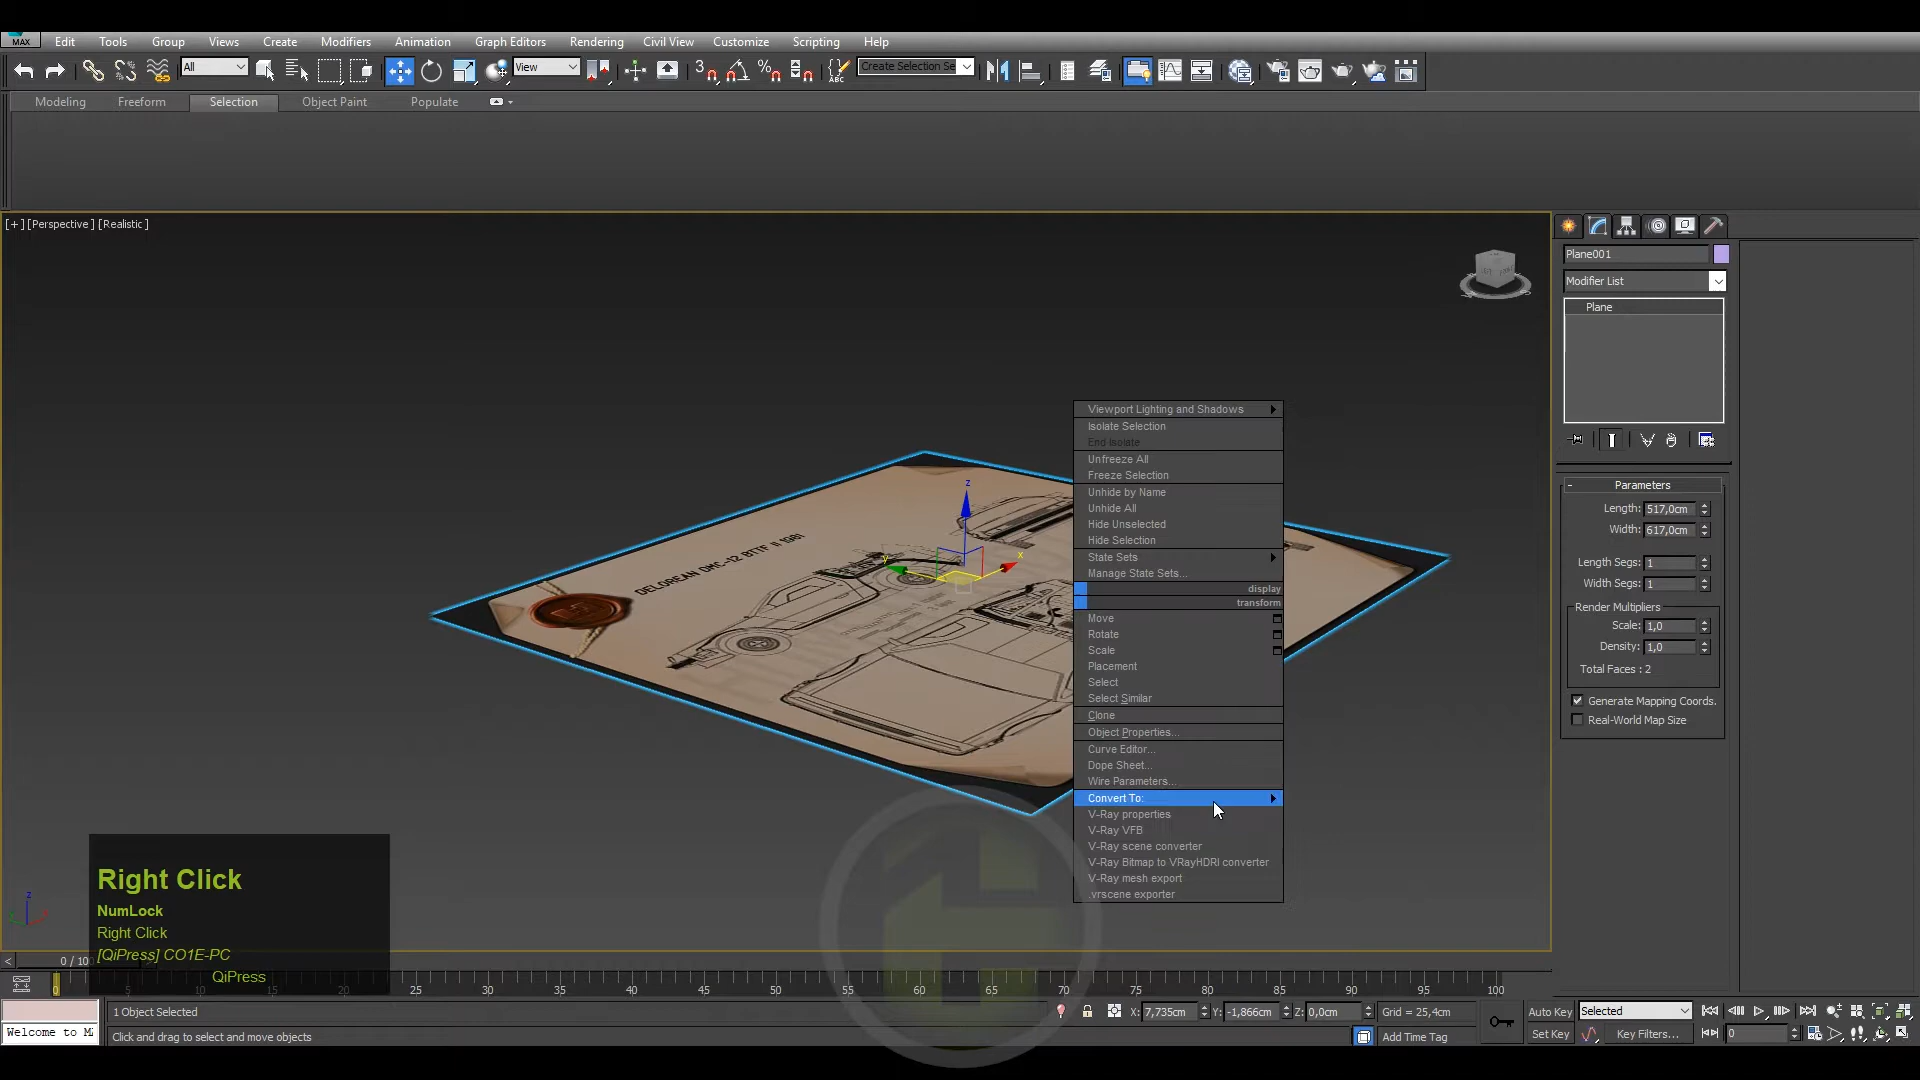 MAX
Edit Tools Group Views Create Modifiers Animation Graph Editors Rendering Civil View Customize Scripting Help
All View Create Selection Se
Modeling Freeform Selection Object Paint Populate
[+] [Perspective] [Realistic]
Plane001
Modifier List
Plane
Viewport Lighting and Shadows
Isolate Selection
End Isolate
Unfreeze All
Freeze Selection
Unhide by Name
Unhide All
Hide Unselected
Hide Selection
State Sets
Manage State Sets...
display
transform
Move
Rotate
Scale
Placement
Select
Select Similar
Clone
Object Properties...
Curve Editor...
Dope Sheet...
Wire Parameters...
Convert To:
V-Ray properties
V-Ray VFB
V-Ray scene converter
V-Ray Bitmap to VRayHDRI converter
V-Ray mesh export
.vrscene exporter
z
x
y
DELOREAN DMC-12 BTTF II 1981
- Parameters
Length: 517,0cm
Width: 617,0cm
Length Segs: 1
Width Segs: 1
Render Multipliers
Scale: 1,0
Density: 1,0
Total Faces : 2
Generate Mapping Coords.
Real-World Map Size
Right Click
NumLock
Right Click
[QiPress] CO1E-PC
QiPress
z
< 0 / 100
0 25 30 35 40 45 50 55 60 65 70 75 80 85 90 95 100
1 Object Selected
X: 7,735cm Y: -1,866cm Z: 0,0cm Grid = 25,4cm
Auto Key Selected
Welcome to M
Click and drag to select and move objects
Add Time Tag
Set Key Key Filters... 0